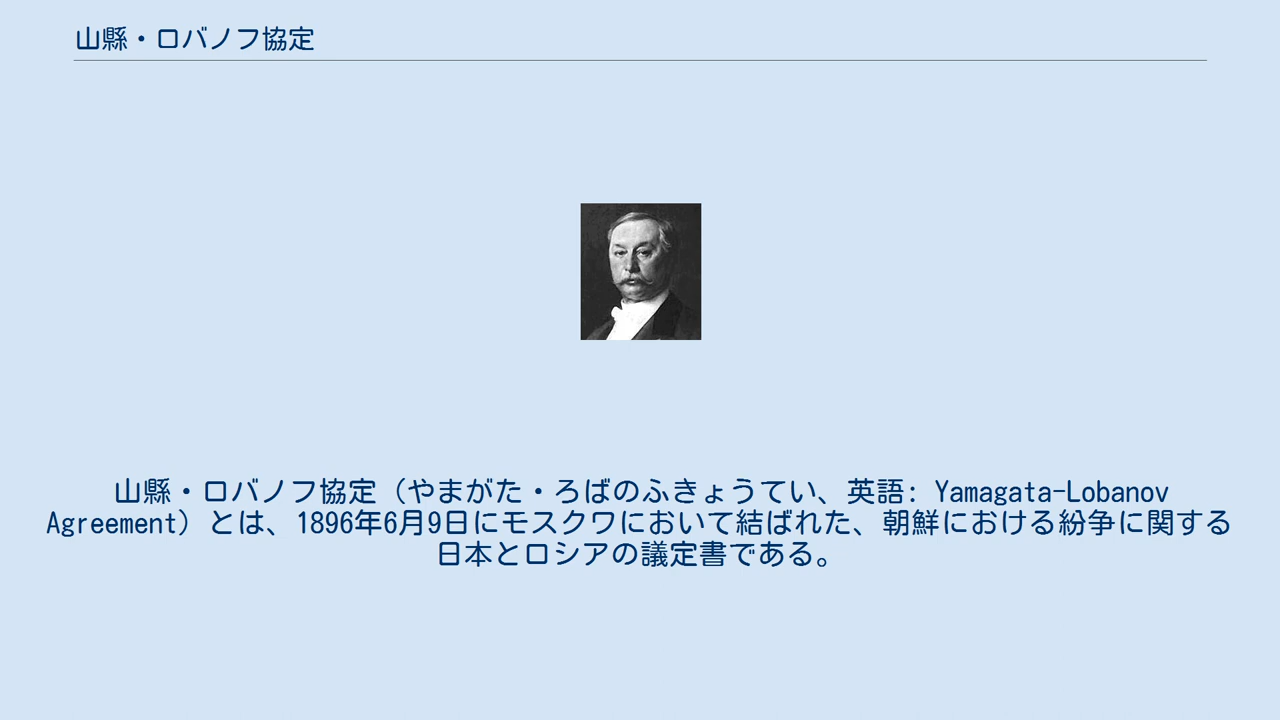 山縣・ロバノフ協定
山縣・ロバノフ協定（やまがた・ろばのふきょうてい、英語: Yamagata-Lobanov
Agreement）とは、1896年6月9日にモスクワにおいて結ばれた、朝鮮における紛争に関する
日本とロシアの議定書である。